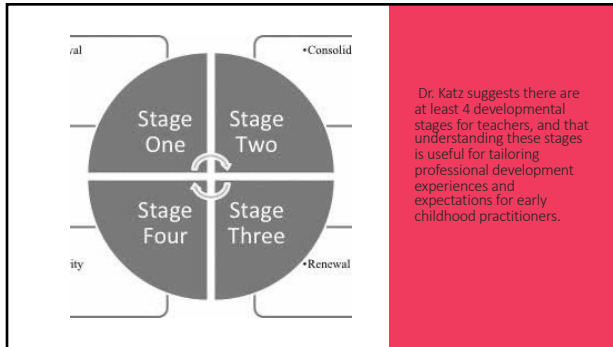 val
•Consolid
Stage
One
Stage
Two
Stage
Four
Stage
Three
ity
•Renewal
Dr. Katz suggests there are
at least 4 developmental
stages for teachers, and that
understanding these stages
is useful for tailoring
professional development
experiences and
expectations for early
childhood practitioners.